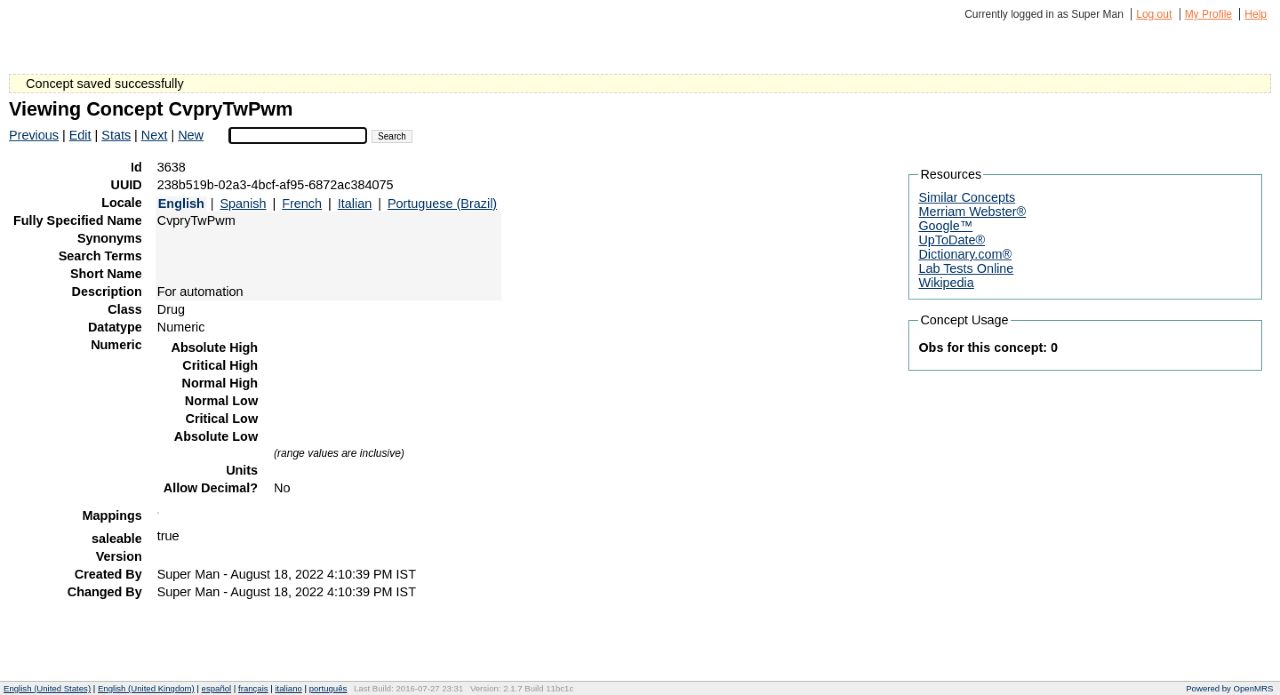 Currently logged in as Super Man | Log out | My Profile | Help
Concept saved successfully
Viewing Concept CvpryTwPwm
Previous | Edit | Stats | Next | New Search
Id 3638
UUID 238b519b-02a3-4bcf-af95-6872ac384075
Locale English | Spanish | French | Italian | Portuguese (Brazil)
Fully Specified Name CvpryTwPwm
Synonyms
Search Terms
Short Name
Description For automation
Class Drug
Datatype Numeric
Numeric
Absolute High
Critical High
Normal High
Normal Low
Critical Low
Absolute Low
(range values are inclusive)
Units
Allow Decimal? No
Mappings
saleable true
Version
Created By Super Man - August 18, 2022 4:10:39 PM IST
Changed By Super Man - August 18, 2022 4:10:39 PM IST
Resources
Similar Concepts
Merriam Webster®
Google™
UpToDate®
Dictionary.com®
Lab Tests Online
Wikipedia
Concept Usage
Obs for this concept: 0
English (United States) | English (United Kingdom) | español | français | italiano | português Last Build: 2016-07-27 23:31 Version: 2.1.7 Build 11bc1c Powered by OpenMRS